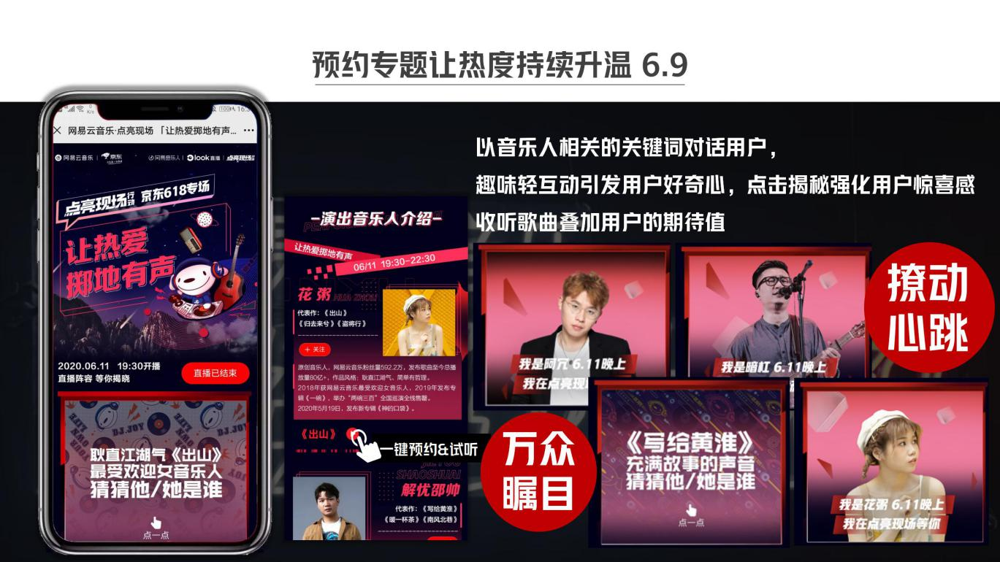 预约专题让热度持续升温 6.9
以音乐人相关的关键词对话用户，
趣味轻互动引发用户好奇心，点击揭秘强化用户惊喜感
收听歌曲叠加用户的期待值
网易云音乐·点亮现场 「让热爱掷地有声...
网易云音乐 | 京东
网易音乐人 | look直播 | 点亮现场
点亮现场行动 京东618专场
让热爱
掷地有声
2020.06.11 19:30开播
直播阵容 等你揭晓
直播已结束
耿直江湖气《出山》
最受欢迎女音乐人
猜猜他/她是谁
点一点
演出音乐人介绍
让热爱掷地有声
06/11 19:30-22:30
花粥 HUA ZHOU
代表作：《出山》
《归去来兮》《盗将行》
+ 关注
原创音乐人，网易云音乐粉丝量592.2万，发布歌曲至今总播
放量80亿+，作品风格：耿直江湖气、简单有哲理。
2018年获网易云音乐最受欢迎女音乐人，2019年发布专
辑《一碗》，举办“两碗三百”全国巡演全线售罄。
2020年5月19日，发布新专辑《神的口袋》。
《出山》
一键预约&试听
SHAOSHUAI
解忧邵帅
代表作：《写给黄淮》
《暖一杯茶》《南风北巷》
我是阿冗 6.11晚上
我在点亮现
我是暗杠 6.11晚上
撩动
心跳
万众
瞩目
《写给黄淮》
充满故事的声音
猜猜他/她是谁
点一点
我是花粥 6.11晚上
我在点亮现场等你